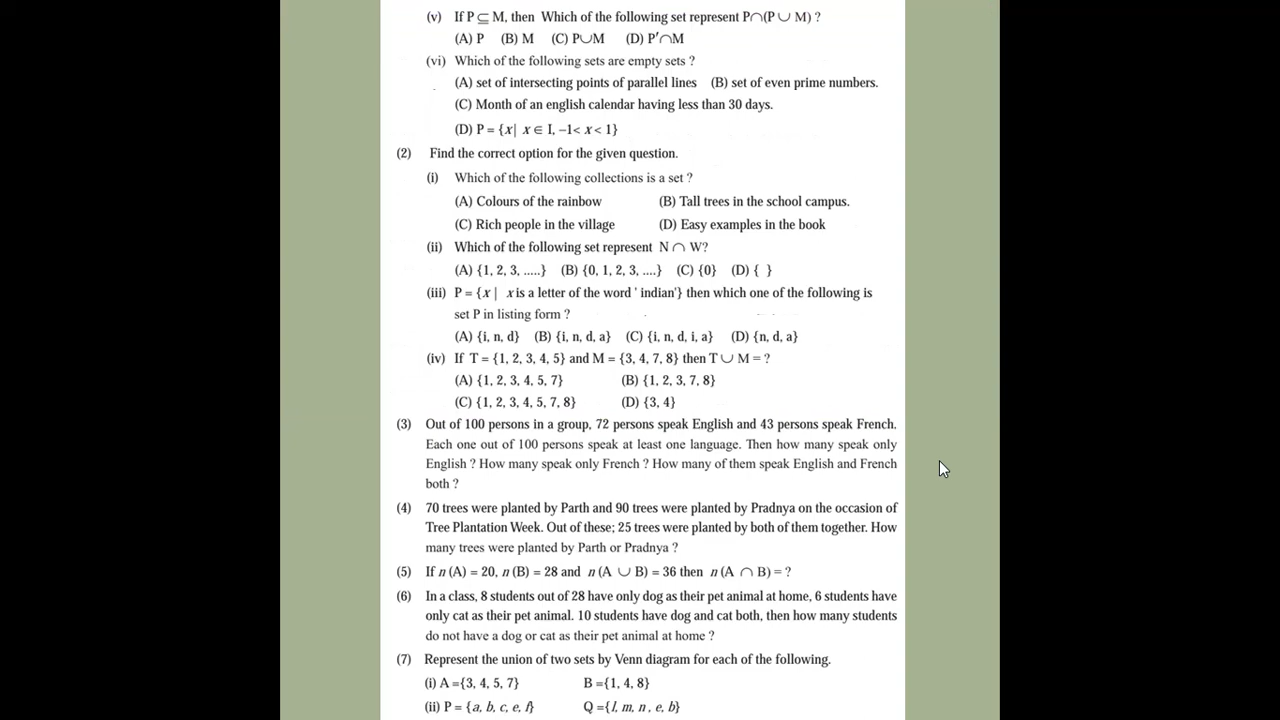 (v) If P ⊆ M, then Which of the following set represent P∩(P ∪ M) ?
(A) P (B) M (C) P∪M (D) P′∩M
(vi) Which of the following sets are empty sets ?
(A) set of intersecting points of parallel lines (B) set of even prime numbers.
(C) Month of an english calendar having less than 30 days.
(D) P = {x| x ∈ I, –1< x < 1}
(2) Find the correct option for the given question.
(i) Which of the following collections is a set ?
(A) Colours of the rainbow (B) Tall trees in the school campus.
(C) Rich people in the village (D) Easy examples in the book
(ii) Which of the following set represent N ∩ W?
(A) {1, 2, 3, .....} (B) {0, 1, 2, 3, ....} (C) {0} (D) { }
(iii) P = {x | x is a letter of the word ' indian'} then which one of the following is
set P in listing form ?
(A) {i, n, d} (B) {i, n, d, a} (C) {i, n, d, i, a} (D) {n, d, a}
(iv) If T = {1, 2, 3, 4, 5} and M = {3, 4, 7, 8} then T ∪ M = ?
(A) {1, 2, 3, 4, 5, 7} (B) {1, 2, 3, 7, 8}
(C) {1, 2, 3, 4, 5, 7, 8} (D) {3, 4}
(3) Out of 100 persons in a group, 72 persons speak English and 43 persons speak French.
Each one out of 100 persons speak at least one language. Then how many speak only
English ? How many speak only French ? How many of them speak English and French
both ?
(4) 70 trees were planted by Parth and 90 trees were planted by Pradnya on the occasion of
Tree Plantation Week. Out of these; 25 trees were planted by both of them together. How
many trees were planted by Parth or Pradnya ?
(5) If n (A) = 20, n (B) = 28 and n (A ∪ B) = 36 then n (A ∩ B) = ?
(6) In a class, 8 students out of 28 have only dog as their pet animal at home, 6 students have
only cat as their pet animal. 10 students have dog and cat both, then how many students
do not have a dog or cat as their pet animal at home ?
(7) Represent the union of two sets by Venn diagram for each of the following.
(i) A ={3, 4, 5, 7} B ={1, 4, 8}
(ii) P = {a, b, c, e, f} Q ={l, m, n , e, b}